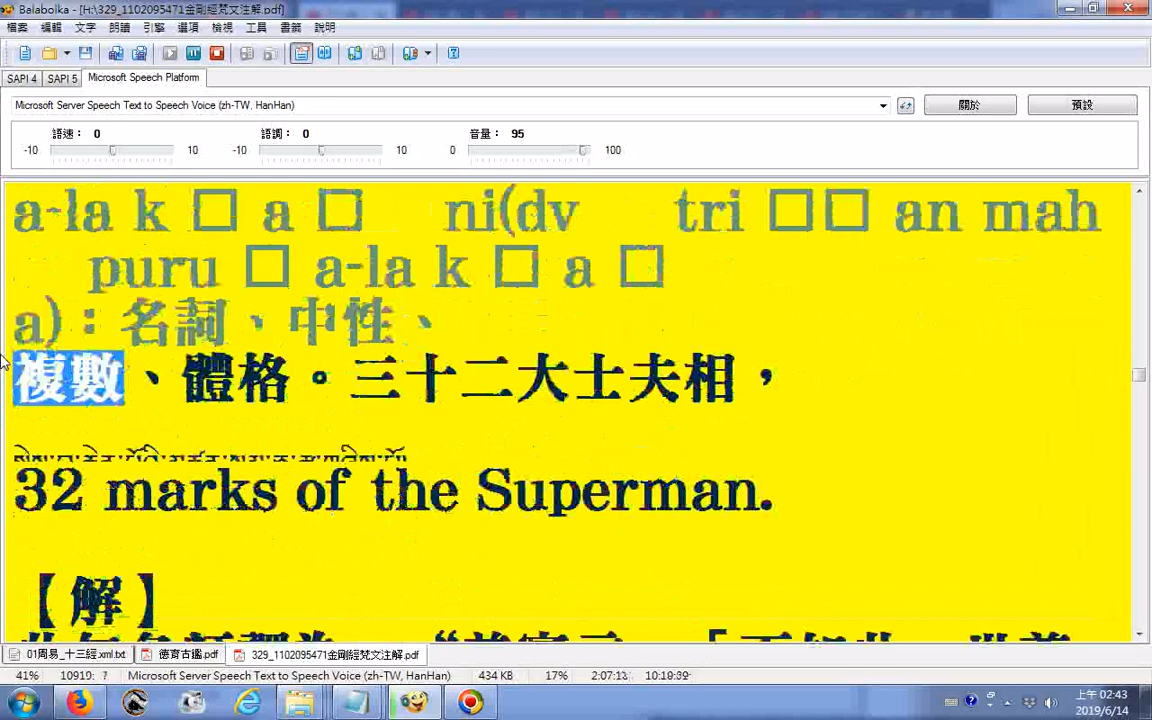 Balabolka - [H:\329_1102095471金剛經梵文注解.pdf]
檔案 編輯 文字 朗讀 引擎 選項 檢視 工具 書籤 說明
SAPI 4 SAPI 5 Microsoft Speech Platform
Microsoft Server Speech Text to Speech Voice (zh-TW, HanHan) 關於 預設
語速： 0 語調： 0 音量： 95
-10 10 -10 10 0 100
a-la k □ a □ ni(dv tri □□ an mah
puru □ a-la k □ a □
a)：名詞、中性、
複數、體格。三十二大士夫相，
32 marks of the Superman.
【解】
01周易_十三經.xml.txt 德育古鑑.pdf 329_1102095471金剛經梵文注解.pdf
41% 10919: ? Microsoft Server Speech Text to Speech Voice (zh-TW, HanHan) 434 KB 17%
上午 02:43
2019/6/14